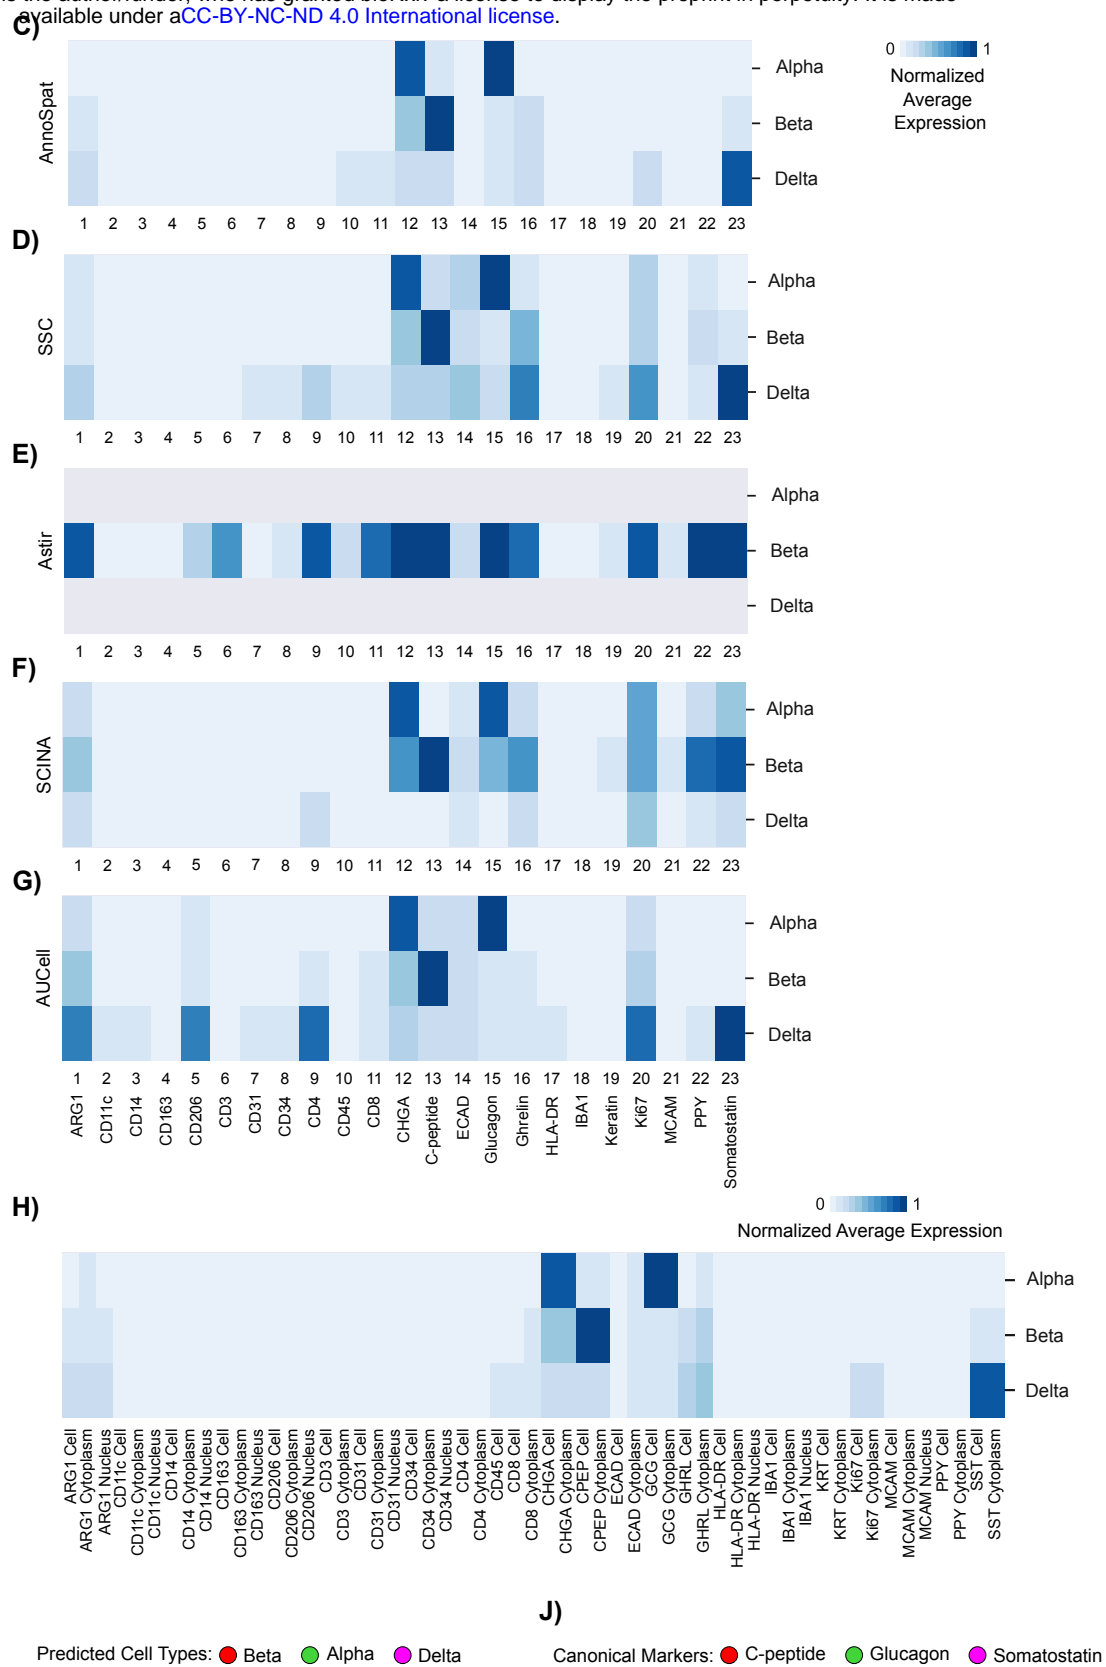 available under aCC-BY-NC-ND 4.0 International license.
C)
AnnoSpat
Alpha
Beta
Delta
0 1
Normalized
Average
Expression
1 2 3 4 5 6 7 8 9 10 11 12 13 14 15 16 17 18 19 20 21 22 23
D)
SSC
Alpha
Beta
Delta
1 2 3 4 5 6 7 8 9 10 11 12 13 14 15 16 17 18 19 20 21 22 23
E)
Astir
Alpha
Beta
Delta
1 2 3 4 5 6 7 8 9 10 11 12 13 14 15 16 17 18 19 20 21 22 23
F)
SCINA
Alpha
Beta
Delta
1 2 3 4 5 6 7 8 9 10 11 12 13 14 15 16 17 18 19 20 21 22 23
G)
AUCell
Alpha
Beta
Delta
1 2 3 4 5 6 7 8 9 10 11 12 13 14 15 16 17 18 19 20 21 22 23
ARG1
CD11c
CD14
CD163
CD206
CD3
CD31
CD34
CD4
CD45
CD8
CHGA
C-peptide
ECAD
Glucagon
Ghrelin
HLA-DR
IBA1
Keratin
Ki67
MCAM
PPY
Somatostatin
H)
0 1
Normalized Average Expression
Alpha
Beta
Delta
ARG1 Cell
ARG1 Cytoplasm
ARG1 Nucleus
CD11c Cell
CD11c Cytoplasm
CD11c Nucleus
CD14 Cell
CD14 Cytoplasm
CD14 Nucleus
CD163 Cell
CD163 Cytoplasm
CD163 Nucleus
CD206 Cell
CD206 Cytoplasm
CD206 Nucleus
CD3 Cell
CD3 Cytoplasm
CD31 Cell
CD31 Cytoplasm
CD31 Nucleus
CD34 Cell
CD34 Cytoplasm
CD34 Nucleus
CD4 Cell
CD4 Cytoplasm
CD45 Cell
CD8 Cell
CD8 Cytoplasm
CHGA Cell
CHGA Cytoplasm
CPEP Cell
CPEP Cytoplasm
ECAD Cell
ECAD Cytoplasm
GCG Cell
GCG Cytoplasm
GHRL Cell
GHRL Cytoplasm
HLA-DR Cell
HLA-DR Cytoplasm
HLA-DR Nucleus
IBA1 Cell
IBA1 Cytoplasm
IBA1 Nucleus
KRT Cell
KRT Cytoplasm
Ki67 Cell
Ki67 Cytoplasm
MCAM Cell
MCAM Cytoplasm
MCAM Nucleus
PPY Cell
PPY Cytoplasm
SST Cell
SST Cytoplasm
J)
Predicted Cell Types: Beta Alpha Delta
Canonical Markers: C-peptide Glucagon Somatostatin